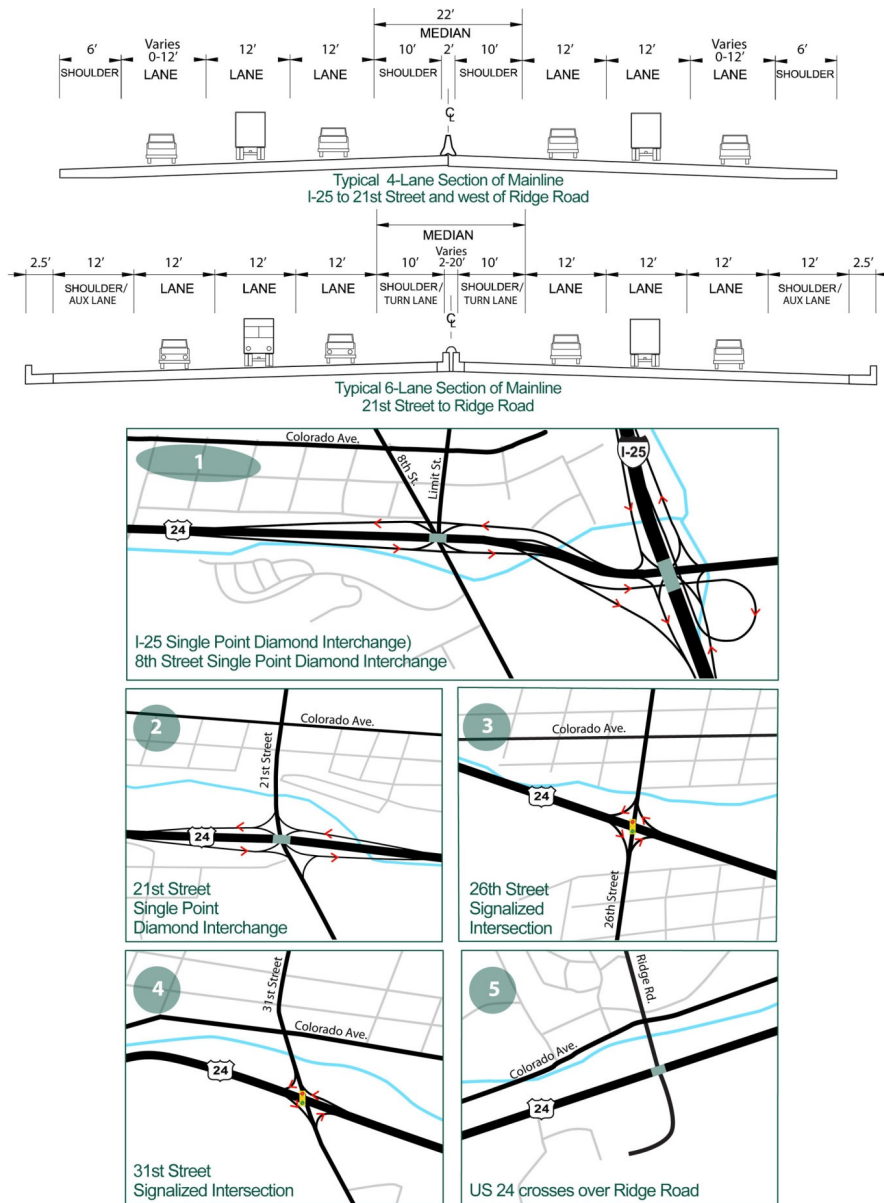 22’
MEDIAN
6’ Varies 0-12’ 12’ 12’ 10’ 2’ 10’ 12’ 12’ Varies 0-12’ 6’
SHOULDER LANE LANE LANE SHOULDER SHOULDER LANE LANE LANE SHOULDER
℄
Typical 4-Lane Section of Mainline
I-25 to 21st Street and west of Ridge Road
MEDIAN
Varies
2.5’ 12’ 12’ 12’ 12’ 10’ 2-20’ 10’ 12’ 12’ 12’ 12’ 2.5’
SHOULDER/ LANE LANE LANE SHOULDER/ SHOULDER/ LANE LANE LANE SHOULDER/
AUX LANE TURN LANE TURN LANE AUX LANE
℄
Typical 6-Lane Section of Mainline
21st Street to Ridge Road
1
Colorado Ave.
8th St.
Limit St.
I-25
24
I-25 Single Point Diamond Interchange)
8th Street Single Point Diamond Interchange
2
Colorado Ave.
21st Street
24
21st Street
Single Point
Diamond Interchange
3
Colorado Ave.
24
26th Street
26th Street
Signalized
Intersection
4
31st Street
Colorado Ave.
24
31st Street
Signalized Intersection
5
Ridge Rd.
Colorado Ave.
24
US 24 crosses over Ridge Road